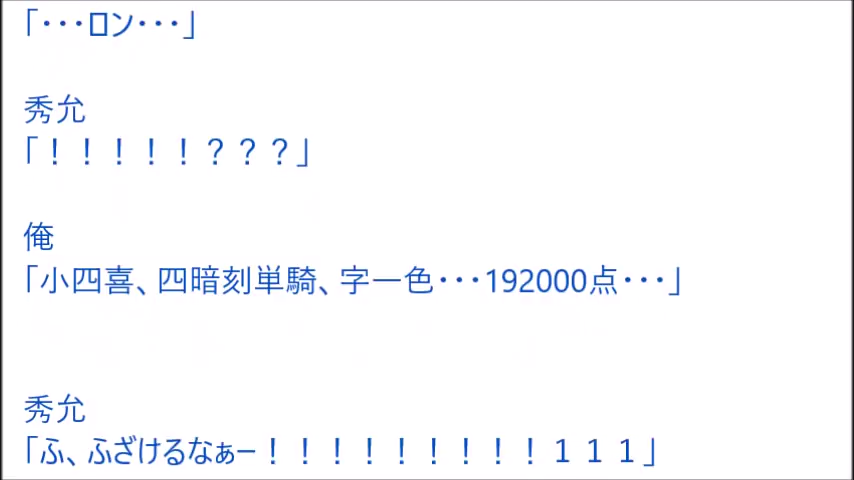 「・・・ロン・・・」
秀允
「！！！！！？？？」
俺
「小四喜、四暗刻単騎、字一色・・・192000点・・・」
秀允
「ふ、ふざけるなぁー！！！！！！！！！１１１」